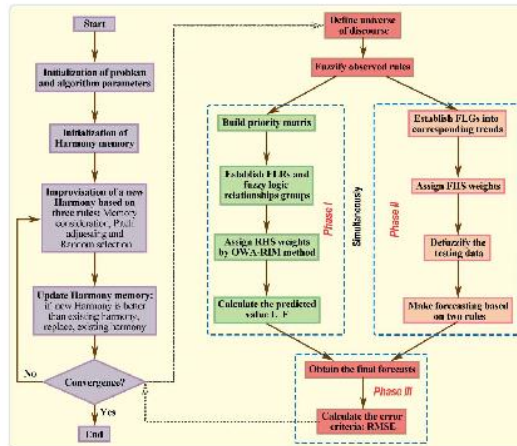 Start
Initialization of problem
and algorithm parameters
Initialization of
Harmony memory
Improvisation of a new
Harmony based on
three rules: Memory
consideration, Pitch
adjuesting and
Random selection
Update Harmony memory:
if new Harmony is better
than existing harmony,
replace, existing harmony
Convergence?
No
Yes
End
Define universe
of discourse
Fuzzify observed rules
Build priority matrix
Establish FLRs and
fuzzy logic
relationships groups
Assign RHS weights
by OWA-RIM method
Calculate the predicted
Phase I
Simultaneously
Establish FLGs into
corresponding trends
Assign weights
Defuzzify the
testing data
Make forecasting based
on two rules
Phase II
Obtain the final forecasts
Phase III
Calculate the error
criteria: RMSE